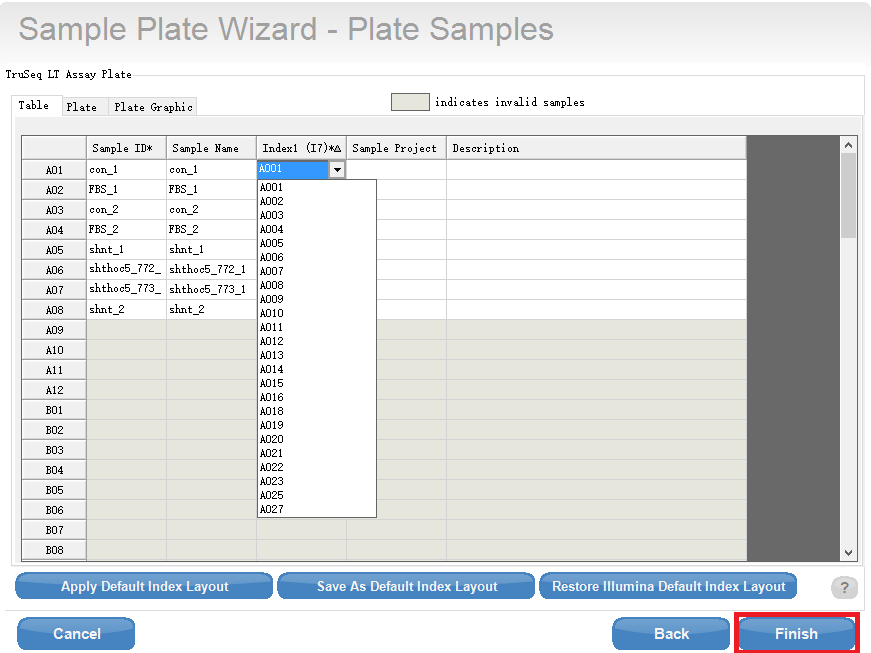 Sample Plate Wizard - Plate Samples
TruSeq LT Assay Plate
Table Plate Plate Graphic
indicates invalid samples
Sample ID* Sample Name Index1 (I7)*△ Sample Project Description
A01 con_1 con_1 A001
A02 FBS_1 FBS_1
A03 con_2 con_2
A04 FBS_2 FBS_2
A05 shnt_1 shnt_1
A06 shthoc5_772_ shthoc5_772_1
A07 shthoc5_773_ shthoc5_773_1
A08 shnt_2 shnt_2
A09
A10
A11
A12
B01
B02
B03
B04
B05
B06
B07
B08
A001
A002
A003
A004
A005
A006
A007
A008
A009
A010
A011
A012
A013
A014
A015
A016
A018
A019
A020
A021
A022
A023
A025
A027
Apply Default Index Layout Save As Default Index Layout Restore Illumina Default Index Layout ?
Cancel Back Finish